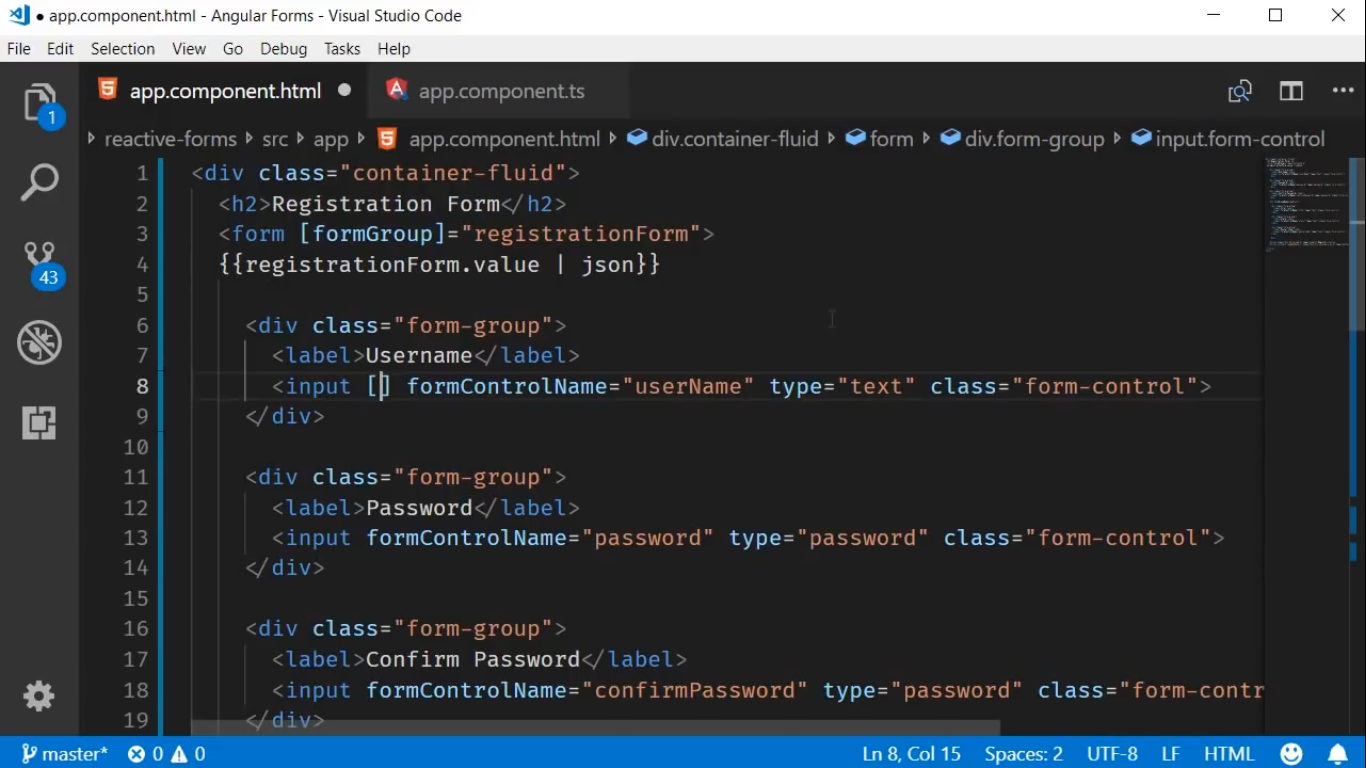 ● app.component.html - Angular Forms - Visual Studio Code
File Edit Selection View Go Debug Tasks Help
app.component.html ● app.component.ts
reactive-forms src app app.component.html div.container-fluid form div.form-group input.form-control
1 <div class="container-fluid">
2 <h2>Registration Form</h2>
3 <form [formGroup]="registrationForm">
4 {{registrationForm.value | json}}
5
6 <div class="form-group">
7 <label>Username</label>
8 <input [] formControlName="userName" type="text" class="form-control">
9 </div>
10
11 <div class="form-group">
12 <label>Password</label>
13 <input formControlName="password" type="password" class="form-control">
14 </div>
15
16 <div class="form-group">
17 <label>Confirm Password</label>
18 <input formControlName="confirmPassword" type="password" class="form-contr
19 </div>
1
43
master* 0 0 Ln 8, Col 15 Spaces: 2 UTF-8 LF HTML